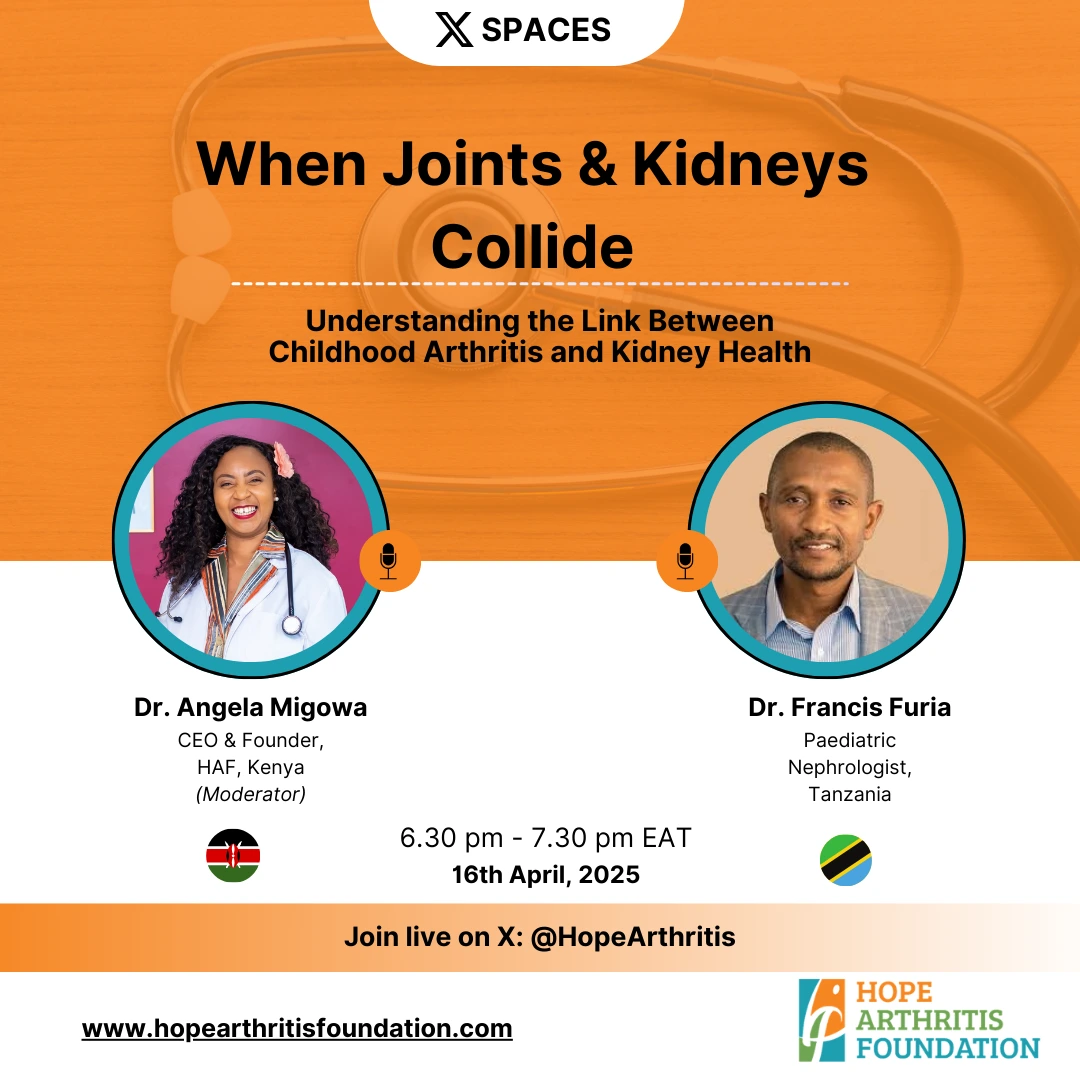 X SPACES
When Joints & Kidneys
Collide
Understanding the Link Between
Childhood Arthritis and Kidney Health
Dr. Angela Migowa
CEO & Founder,
HAF, Kenya
(Moderator)
Dr. Francis Furia
Paediatric
Nephrologist,
Tanzania
6.30 pm - 7.30 pm EAT
16th April, 2025
Join live on X: @HopeArthritis
www.hopearthritisfoundation.com
HOPE
ARTHRITIS
FOUNDATION